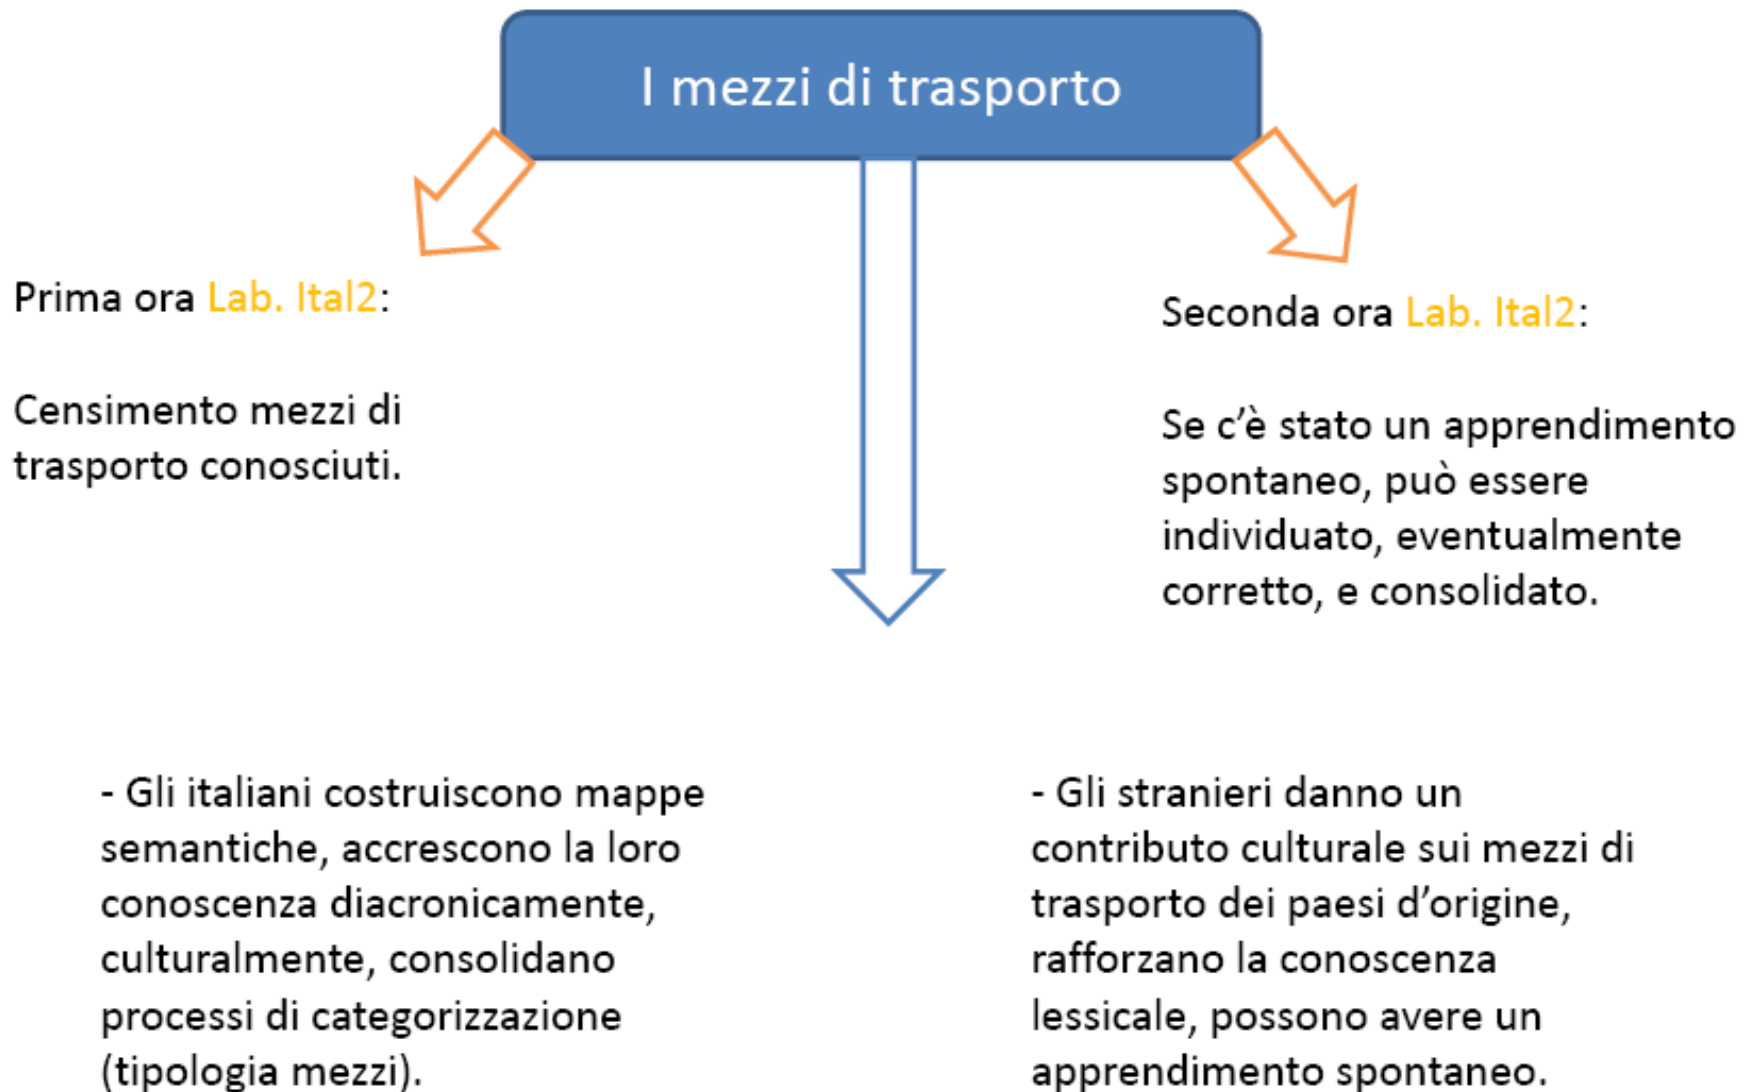 I mezzi di trasporto
Prima ora Lab. Ital2:
Censimento mezzi di
trasporto conosciuti.
Seconda ora Lab. Ital2:
Se c'è stato un apprendimento
spontaneo, può essere
individuato, eventualmente
corretto, e consolidato.
- Gli italiani costruiscono mappe
semantiche, accrescono la loro
conoscenza diacronicamente,
culturalmente, consolidano
processi di categorizzazione
(tipologia mezzi).
- Gli stranieri danno un
contributo culturale sui mezzi di
trasporto dei paesi d'origine,
rafforzano la conoscenza
lessicale, possono avere un
apprendimento spontaneo.